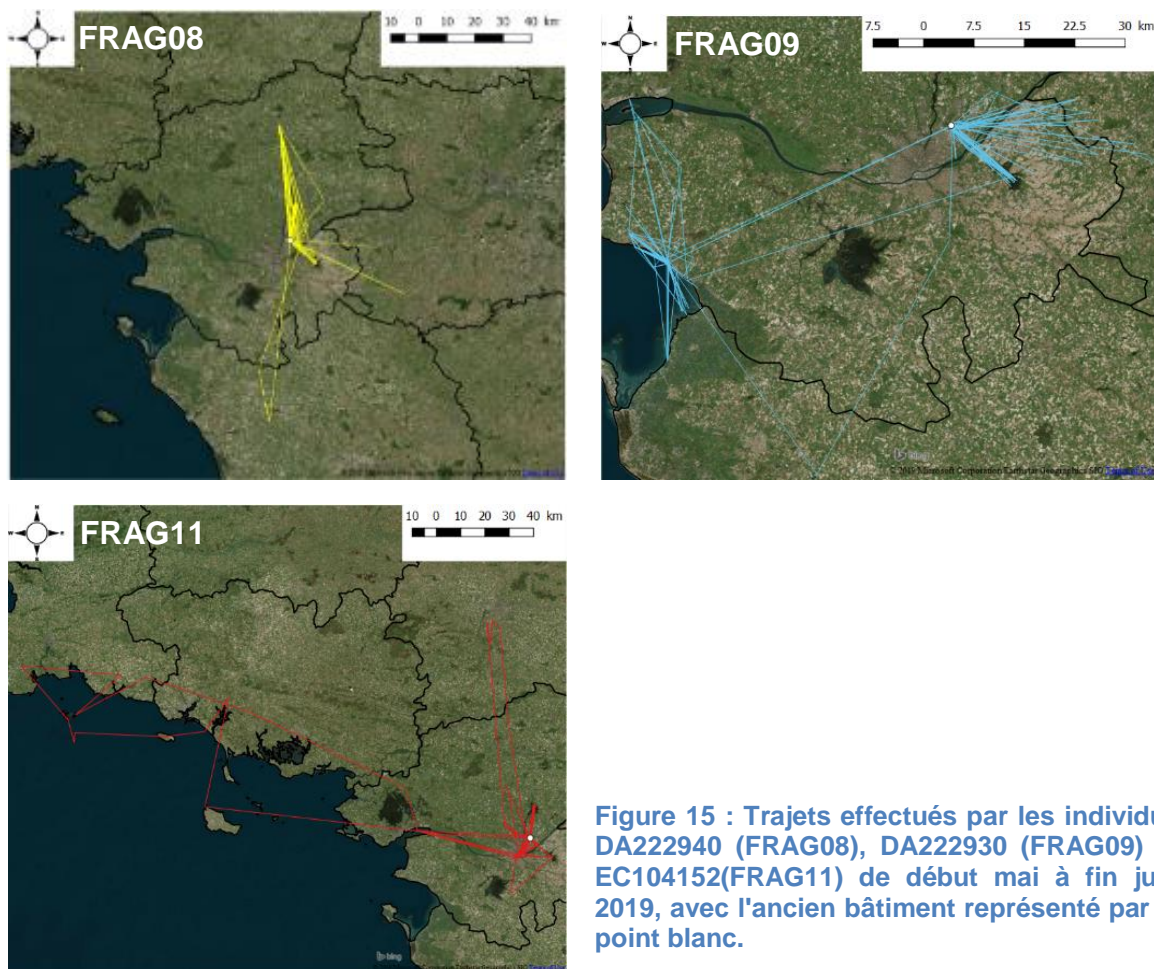 FRAG08
10 0 10 20 30 40 km
FRAG09
7.5 0 7.5 15 22.5 30 km
FRAG11
10 0 10 20 30 40 km
bing
bing
Figure 15 : Trajets effectués par les individu
DA222940 (FRAG08), DA222930 (FRAG09)
EC104152(FRAG11) de début mai à fin ju
2019, avec l'ancien bâtiment représenté par
point blanc.